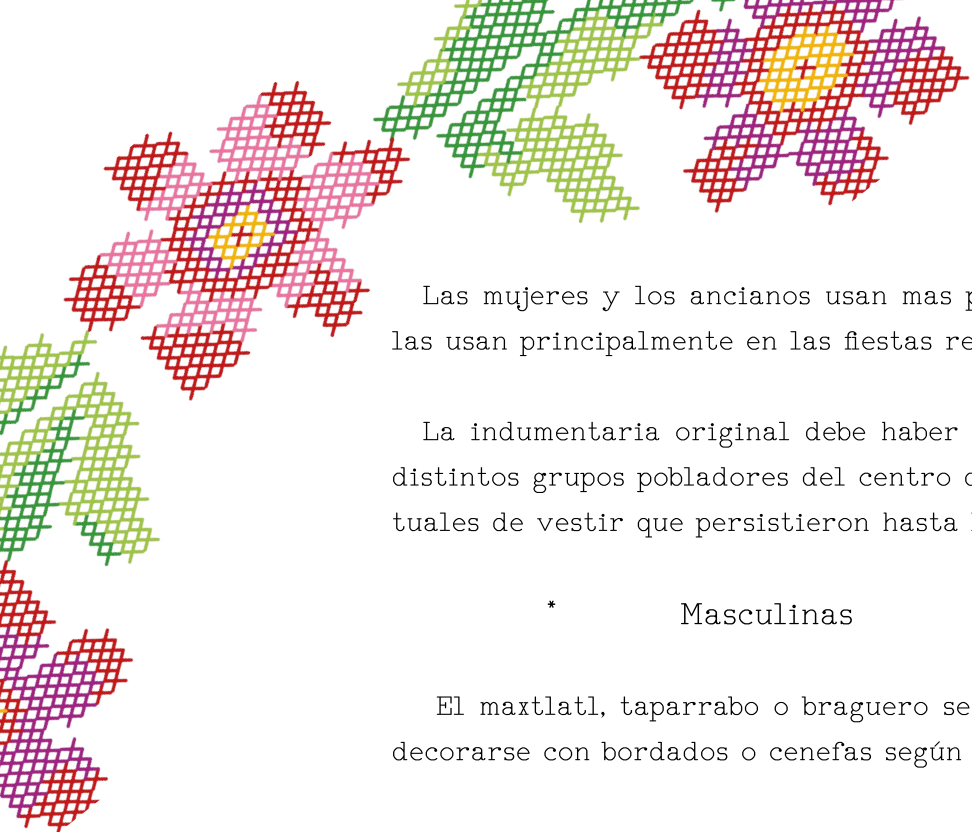 Las mujeres y los ancianos usan mas
las usan principalmente en las fiestas re
La indumentaria original debe haber
distintos grupos pobladores del centro
tuales de vestir que persistieron hasta
* Masculinas
El maxtlatl, taparrabo o braguero se
decorarse con bordados o cenefas según